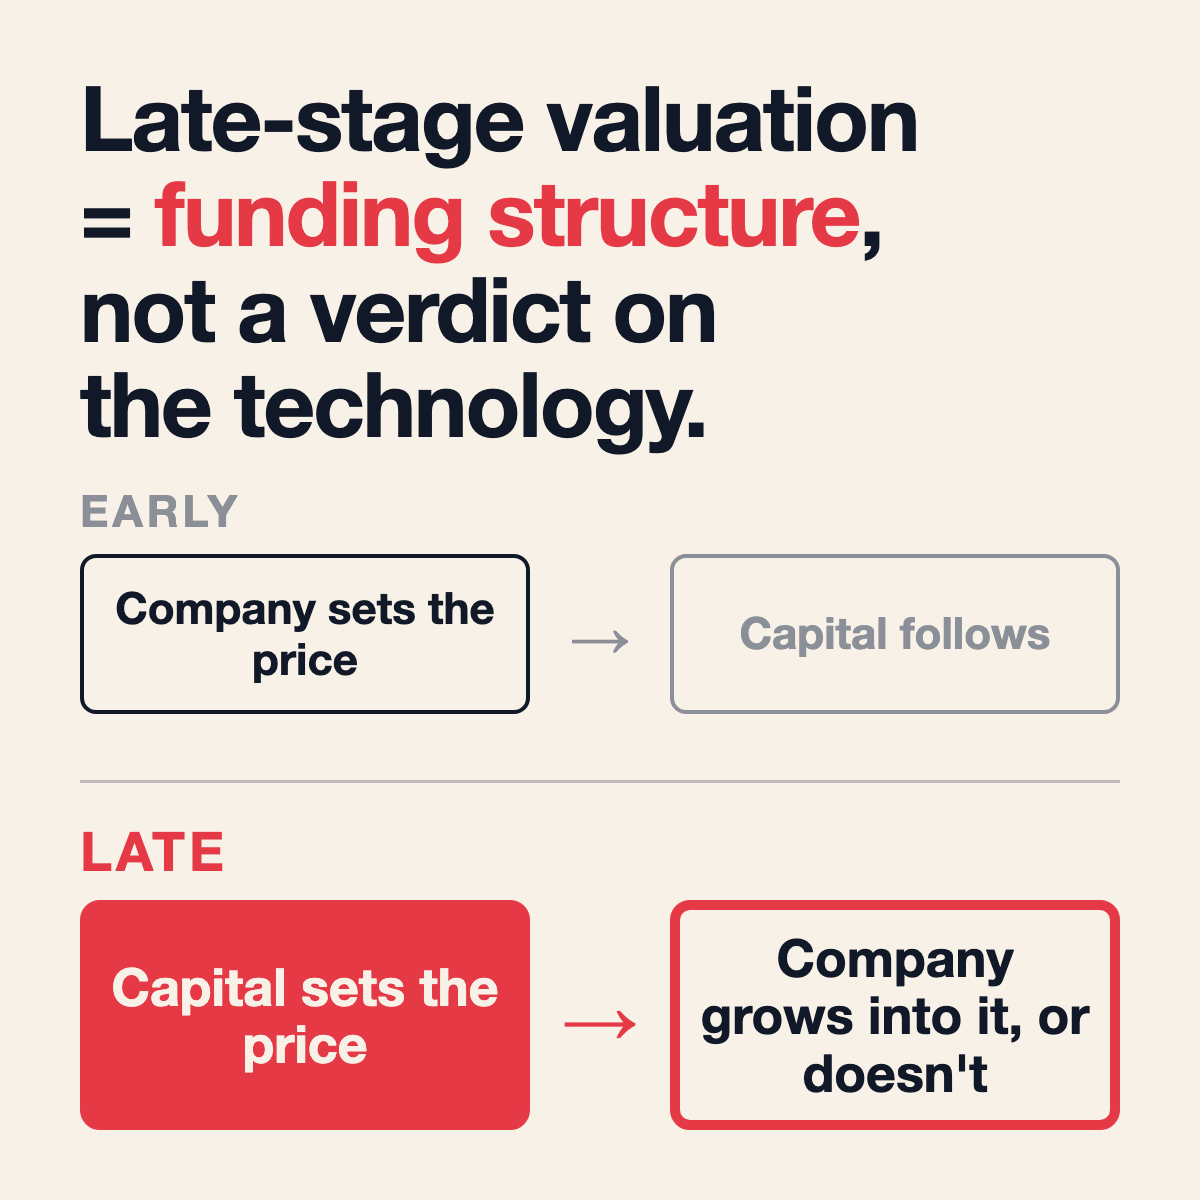 Late-stage valuation
= funding structure,
not a verdict on
the technology.
EARLY
Company sets the
price
→
Capital follows
LATE
Capital sets the
price
→
Company
grows into it, or
doesn't